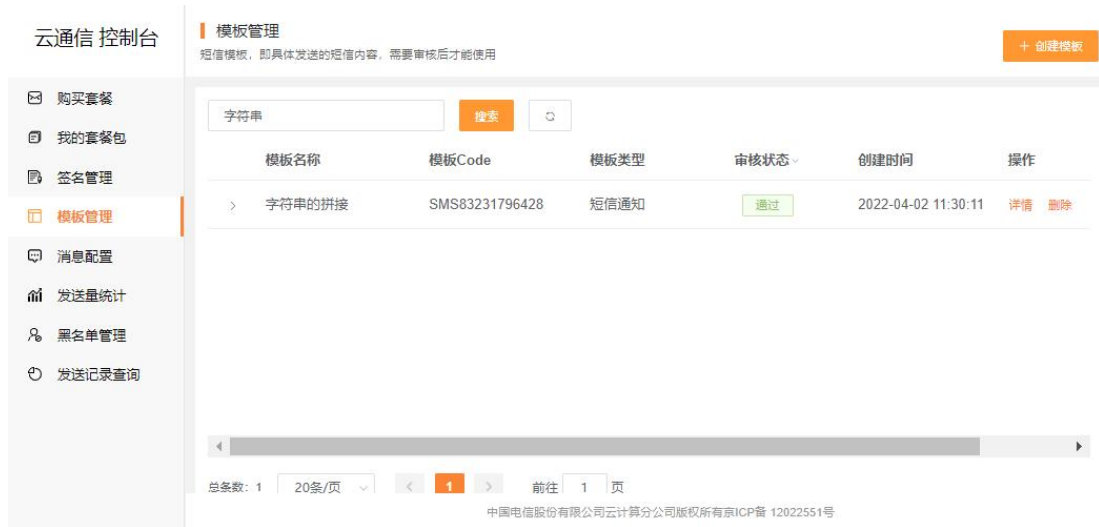 云通信 控制台
购买套餐
我的套餐包
签名管理
模板管理
消息配置
发送量统计
黑名单管理
发送记录查询
模板管理
短信模板，即具体发送的短信内容，需要审核后才能使用
+ 创建模板
字符串 搜索
模板名称 模板Code 模板类型 审核状态 创建时间 操作
字符串的拼接 SMS83231796428 短信通知 通过 2022-04-02 11:30:11 详情 删除
总条数: 1 20条/页 < 1 > 前往 1 页
中国电信股份有限公司云计算分公司版权所有京ICP备 12022551号